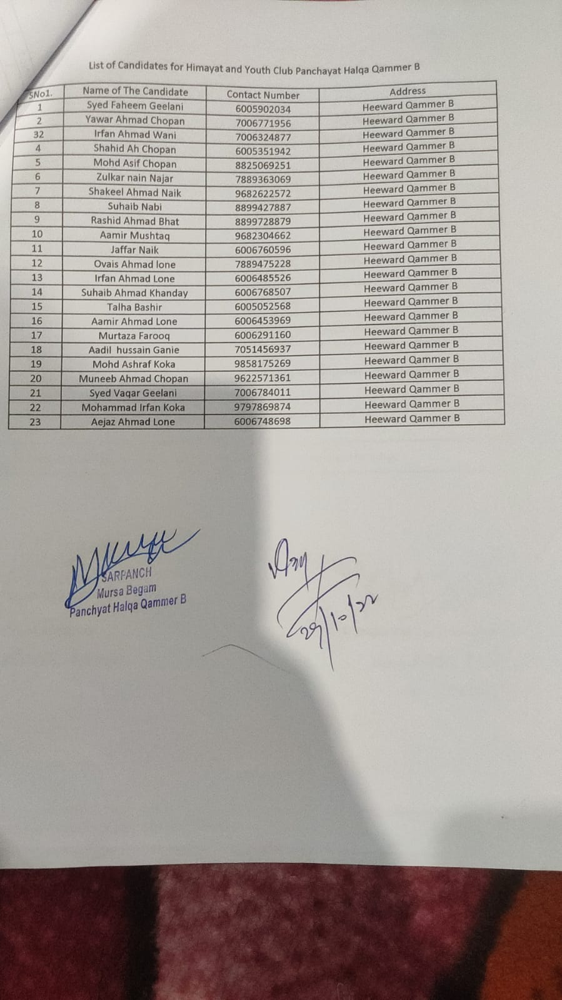 List of Candidates for Himayat and Youth Club Panchayat Halqa Qammer B
SNo1. Name of The Candidate Contact Number Address
1 Syed Faheem Geelani 6005902034 Heeward Qammer B
2 Yawar Ahmad Chopan 7006771956 Heeward Qammer B
32 Irfan Ahmad Wani 7006324877 Heeward Qammer B
4 Shahid Ah Chopan 6005351942 Heeward Qammer B
5 Mohd Asif Chopan 8825069251 Heeward Qammer B
6 Zulkar nain Najar 7889363069 Heeward Qammer B
7 Shakeel Ahmad Naik 9682622572 Heeward Qammer B
8 Suhaib Nabi 8899427887 Heeward Qammer B
9 Rashid Ahmad Bhat 8899728879 Heeward Qammer B
10 Aamir Mushtaq 9682304662 Heeward Qammer B
11 Jaffar Naik 6006760596 Heeward Qammer B
12 Ovais Ahmad lone 7889475228 Heeward Qammer B
13 Irfan Ahmad Lone 6006485526 Heeward Qammer B
14 Suhaib Ahmad Khanday 6006768507 Heeward Qammer B
15 Talha Bashir 6005052568 Heeward Qammer B
16 Aamir Ahmad Lone 6006453969 Heeward Qammer B
17 Murtaza Farooq 6006291160 Heeward Qammer B
18 Aadil hussain Ganie 7051456937 Heeward Qammer B
19 Mohd Ashraf Koka 9858175269 Heeward Qammer B
20 Muneeb Ahmad Chopan 9622571361 Heeward Qammer B
21 Syed Vaqar Geelani 7006784011 Heeward Qammer B
22 Mohammad Irfan Koka 9797869874 Heeward Qammer B
23 Aejaz Ahmad Lone 6006748698 Heeward Qammer B
SARPANCH
Mursa Begam
Panchyat Halqa Qammer B
29/10/22